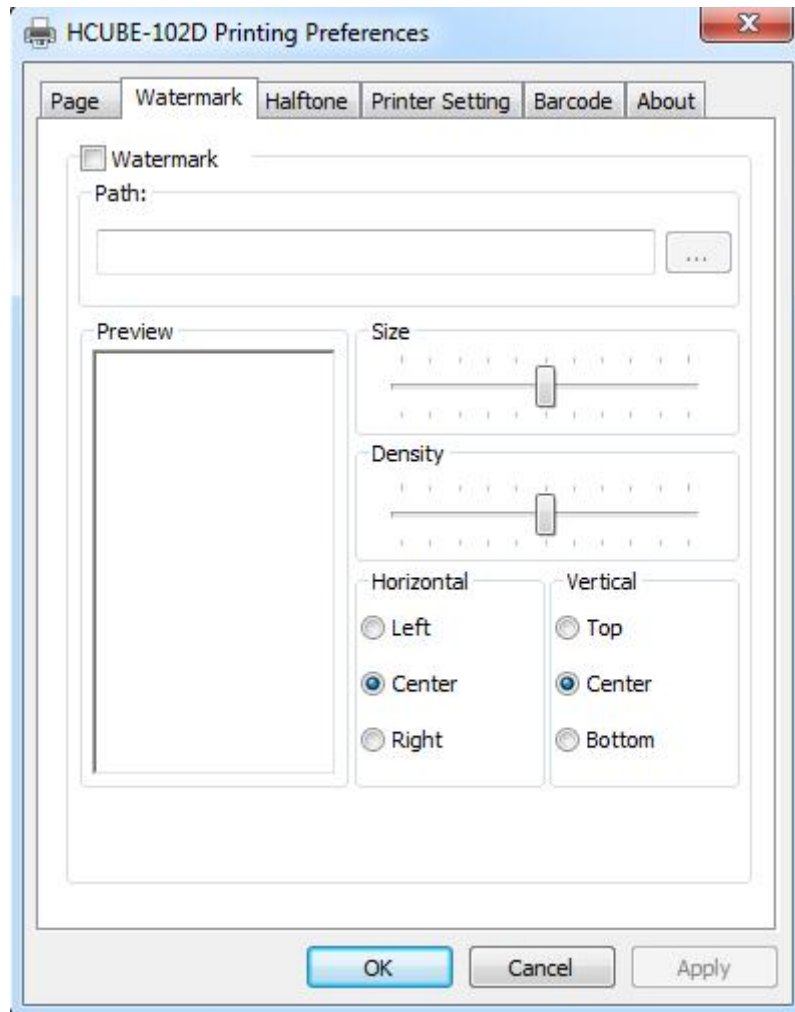 HCUBE-102D Printing Preferences
Page Watermark Halftone Printer Setting Barcode About
Watermark
Path:
...
Preview
Size
Density
Horizontal
Left
Center
Right
Vertical
Top
Center
Bottom
OK Cancel Apply